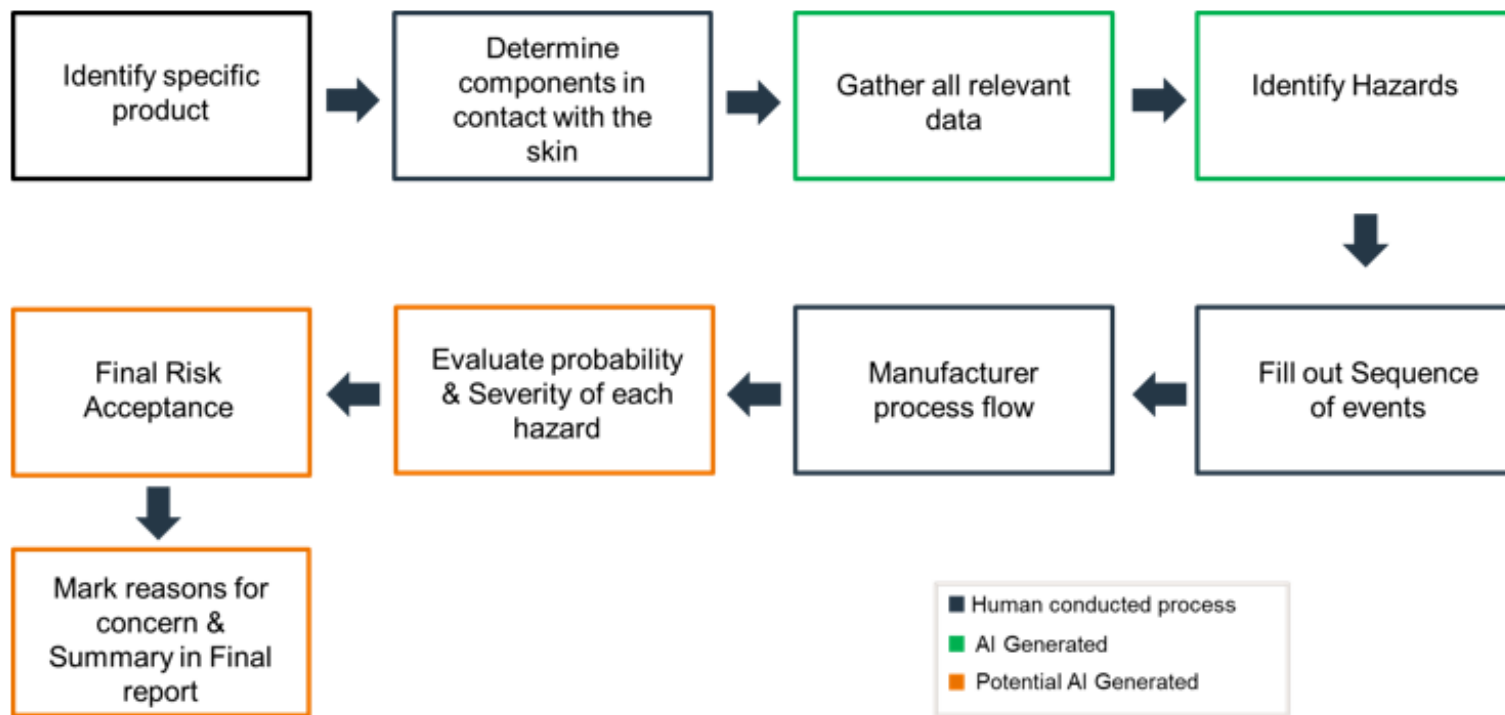 Identify specific
product
Determine
components in
contact with the
skin
Gather all relevant
data
Identify Hazards
Final Risk
Acceptance
Evaluate probability
& Severity of each
hazard
Manufacturer
process flow
Fill out Sequence
of events
Mark reasons for
concern &
Summary in Final
report
Human conducted process
AI Generated
Potential AI Generated